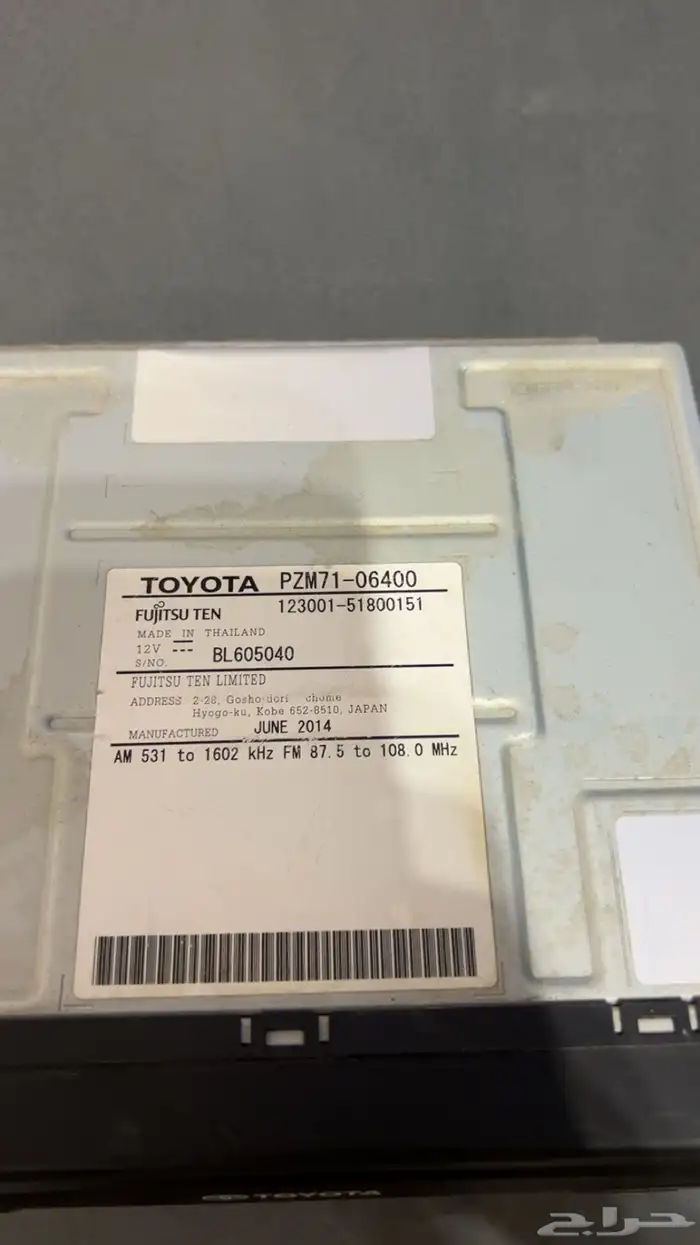 TOYOTA PZM71-06400
FUJITSU TEN 123001-51800151
MADE IN THAILAND
12V
S/NO. BL605040
FUJITSU TEN LIMITED
ADDRESS 2-28, Gosho-dori chome
Hyogo-ku, Kobe 652-8510, JAPAN
MANUFACTURED JUNE 2014
AM 531 to 1602 kHz FM 87.5 to 108.0 MHz
TOYOTA
حراج